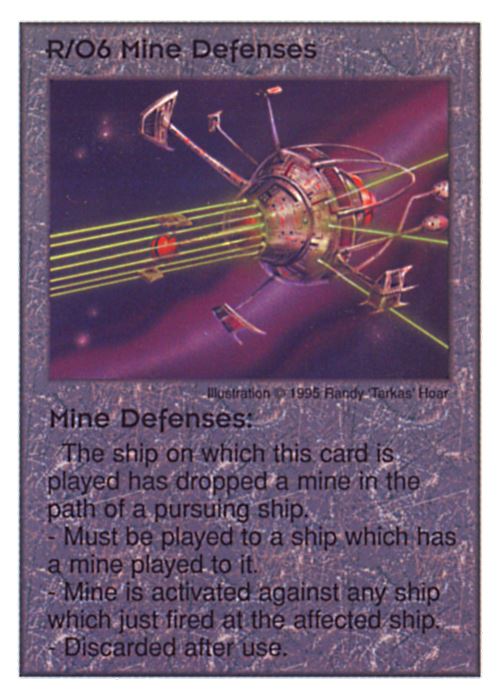 R/06 Mine Defenses
Illustration © 1995 Randy 'Tarkas' Hoar
Mine Defenses:
The ship on which this card is
played has dropped a mine in the
path of a pursuing ship.
- Must be played to a ship which has
a mine played to it.
- Mine is activated against any ship
which just fired at the affected ship.
- Discarded after use.